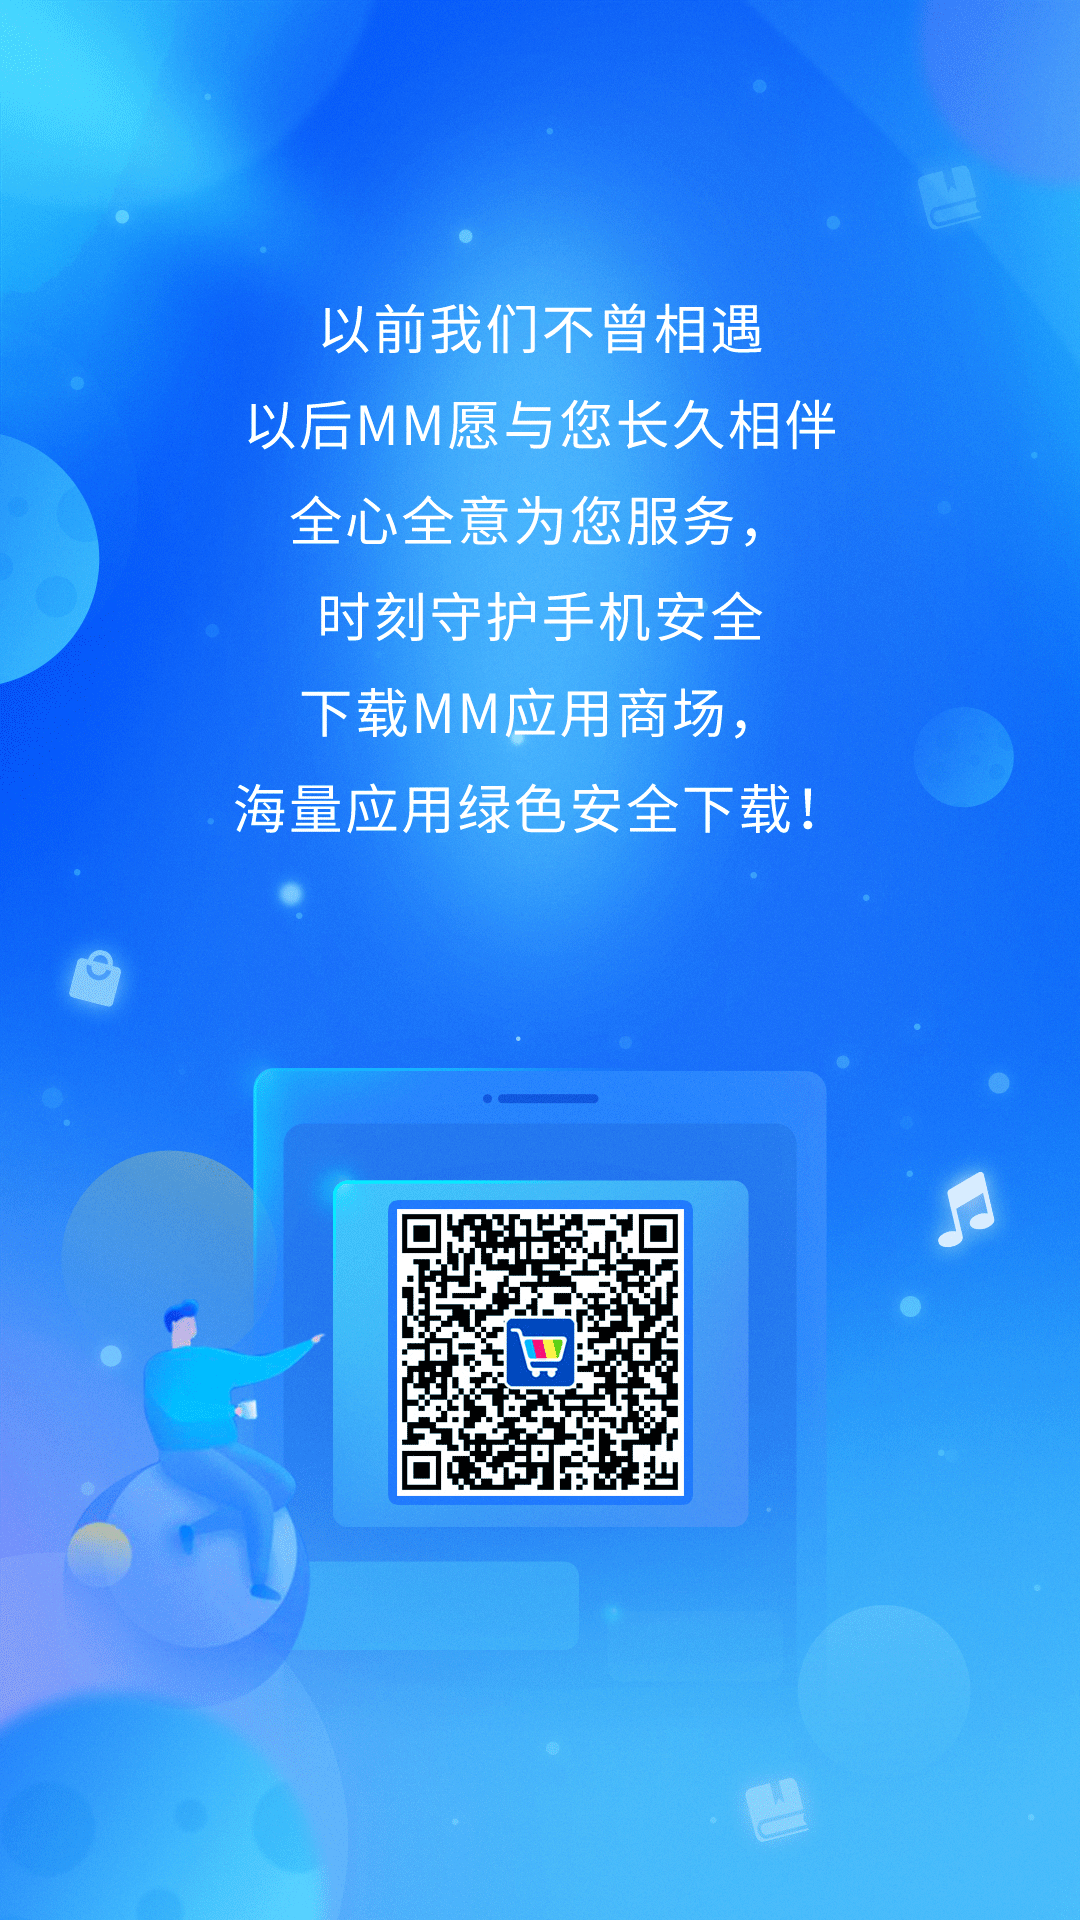 以前我们不曾相遇
以后MM愿与您长久相伴
全心全意为您服务，
时刻守护手机安全
下载MM应用商场，
海量应用绿色安全下载！